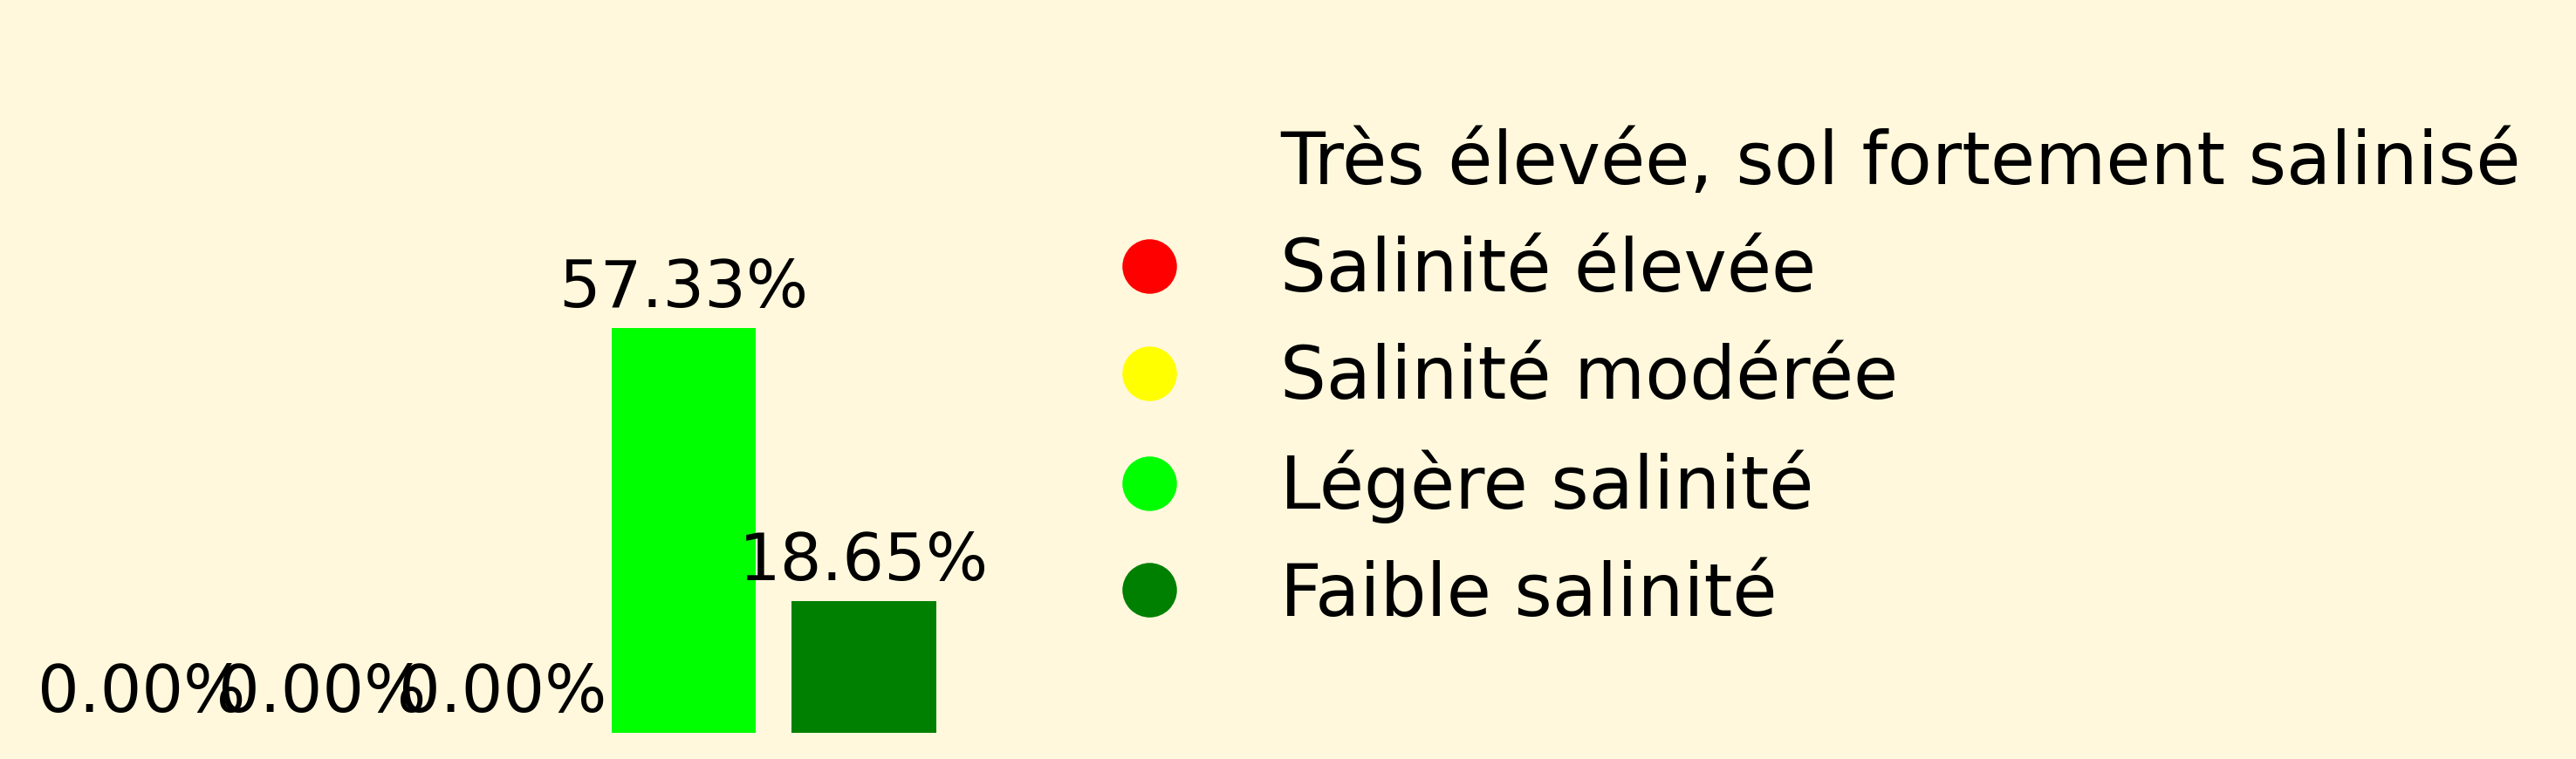 57.33%
18.65%
0.00% 0.00% 0.00%
Très élevée, sol fortement salinisé
Salinité élevée
Salinité modérée
Légère salinité
Faible salinité